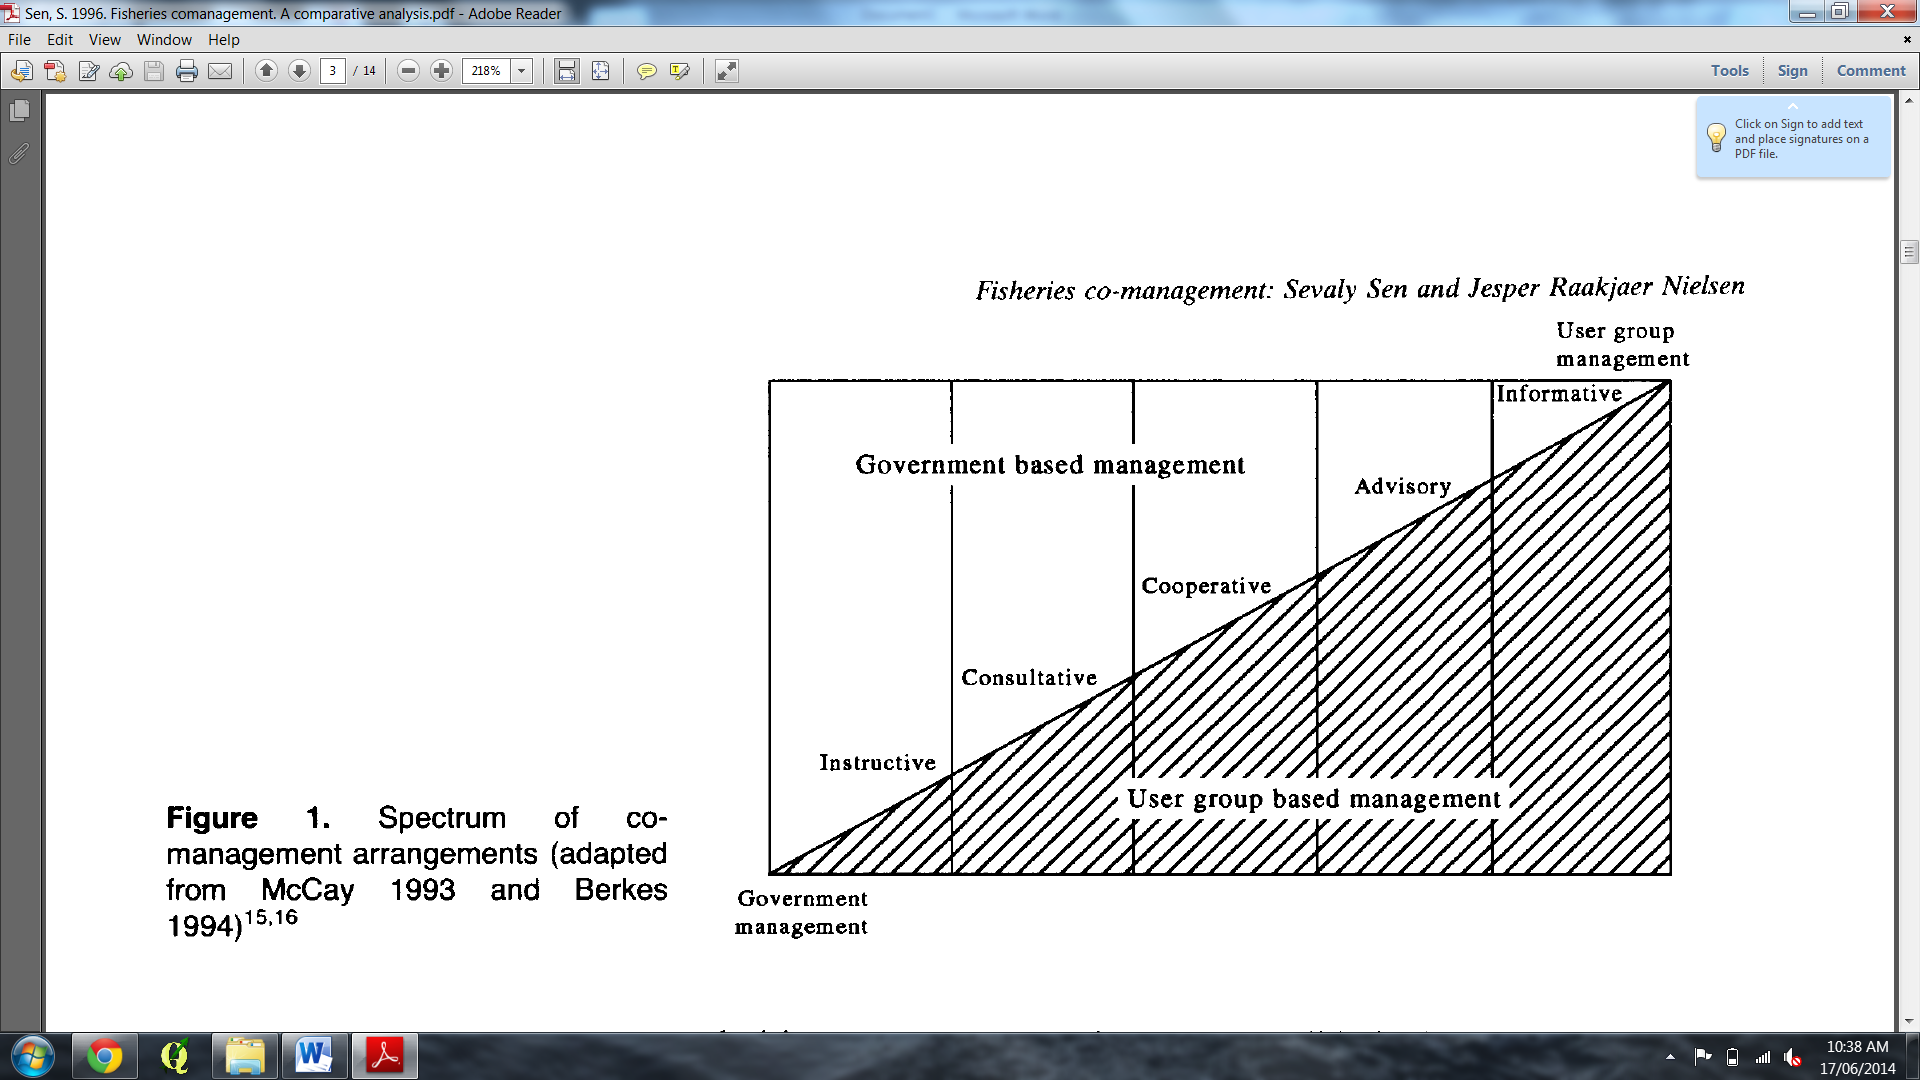 Sen, S. 1996. Fisheries comanagement. A comparative analysis.pdf - Adobe Reader
File Edit View Window Help
3 / 14 218% Tools Sign Comment
Click on Sign to add text
and place signatures on a
PDF file.
Fisheries co-management: Sevaly Sen and Jesper Raakjaer Nielsen
User group
management
Informative
Government based management
Advisory
Cooperative
Consultative
Instructive
User group based management
Government
management
Figure 1. Spectrum of co-
management arrangements (adapted
from McCay 1993 and Berkes
1994)15,16
10:38 AM
17/06/2014